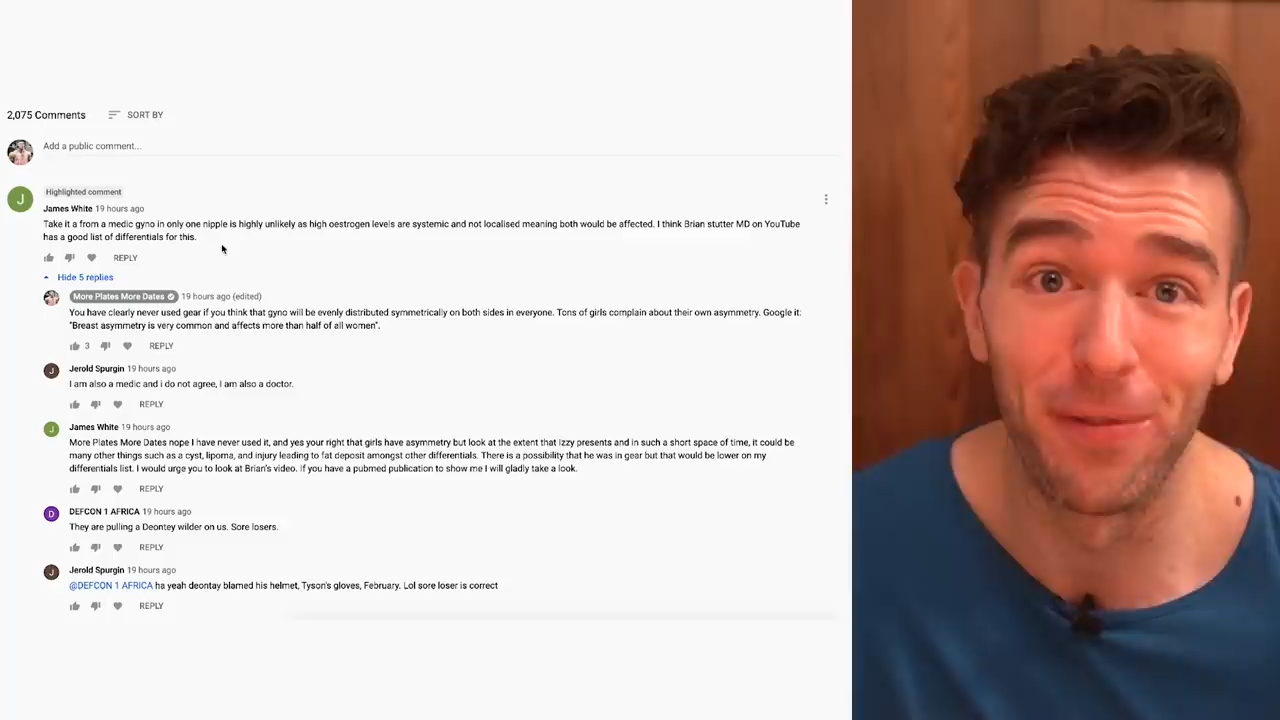 2,075 Comments
SORT BY
Add a public comment...
J
Highlighted comment
James White 19 hours ago
Take it a from a medic gyno in only one nipple is highly unlikely as high oestrogen levels are systemic and not localised meaning both would be affected. I think Brian stutter MD on YouTube
has a good list of differentials for this.
REPLY
Hide 5 replies
More Plates More Dates 19 hours ago (edited)
You have clearly never used gear if you think that gyno will be evenly distributed symmetrically on both sides in everyone. Tons of girls complain about their own asymmetry. Google it:
"Breast asymmetry is very common and affects more than half of all women".
3 REPLY
J
Jerold Spurgin 19 hours ago
I am also a medic and i do not agree, I am also a doctor.
REPLY
J
James White 19 hours ago
More Plates More Dates nope I have never used it, and yes your right that girls have asymmetry but look at the extent that Izzy presents and in such a short space of time, it could be
many other things such as a cyst, lipoma, and injury leading to fat deposit amongst other differentials. There is a possibility that he was in gear but that would be lower on my
differentials list. I would urge you to look at Brian's video. If you have a pubmed publication to show me I will gladly take a look.
REPLY
D
DEFCON 1 AFRICA 19 hours ago
They are pulling a Deontey wilder on us. Sore losers.
REPLY
J
Jerold Spurgin 19 hours ago
@DEFCON 1 AFRICA ha yeah deontay blamed his helmet, Tyson's gloves, February. Lol sore loser is correct
REPLY